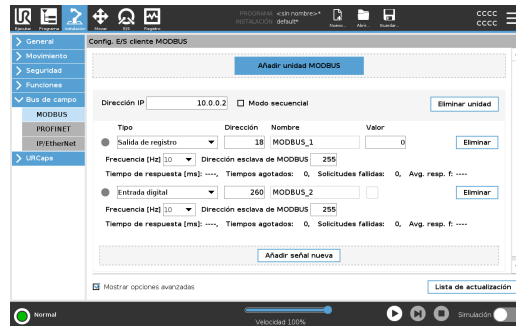 Ejecutar Programa Instalación Mover E/S Registro
PROGRAMA <sin nombres>*
INSTALACIÓN default*
Nuevo... Abrir... Guardar...
CCCC
CCCC
General
Movimiento
Seguridad
Funciones
Bus de campo
MODBUS
PROFINET
IP/EtherNet
URCaps
Config. E/S cliente MODBUS
Añadir unidad MODBUS
Dirección IP 10.0.0.2 Modo secuencial Eliminar unidad
Tipo Dirección Nombre Valor
Salida de registro 18 MODBUS_1 0 Eliminar
Frecuencia [Hz] 10 Dirección esclava de MODBUS 255
Tiempo de respuesta [ms]: ----, Tiempos agotados: 0, Solicitudes fallidas: 0, Avg. resp. f: ----
Entrada digital 260 MODBUS_2 Eliminar
Frecuencia [Hz] 10 Dirección esclava de MODBUS 255
Tiempo de respuesta [ms]: ----, Tiempos agotados: 0, Solicitudes fallidas: 0, Avg. resp. f: ----
Añadir señal nueva
Mostrar opciones avanzadas
Lista de actualización
Normal
Velocidad 100%
Simulación